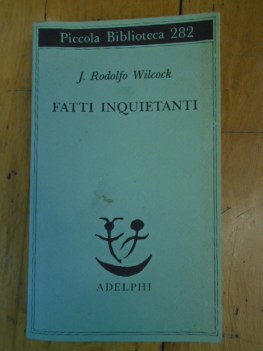 Piccola Biblioteca 282
J. Rodolfo Wilcock
FATTI INQUIETANTI
ADELPHI